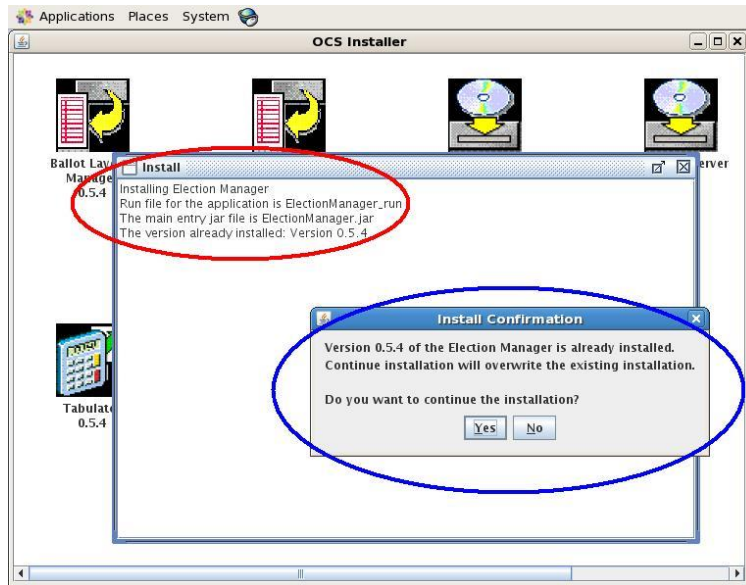 Applications Places System
OCS Installer
Ballot Lay
Manage
0.5.4
erver
Install
Installing Election Manager
Run file for the application is ElectionManager_run
The main entry jar file is ElectionManager.jar
The version already installed: Version 0.5.4
Install Confirmation
Version 0.5.4 of the Election Manager is already installed.
Continue installation will overwrite the existing installation.
Do you want to continue the installation?
Yes No
Tabulat
0.5.4